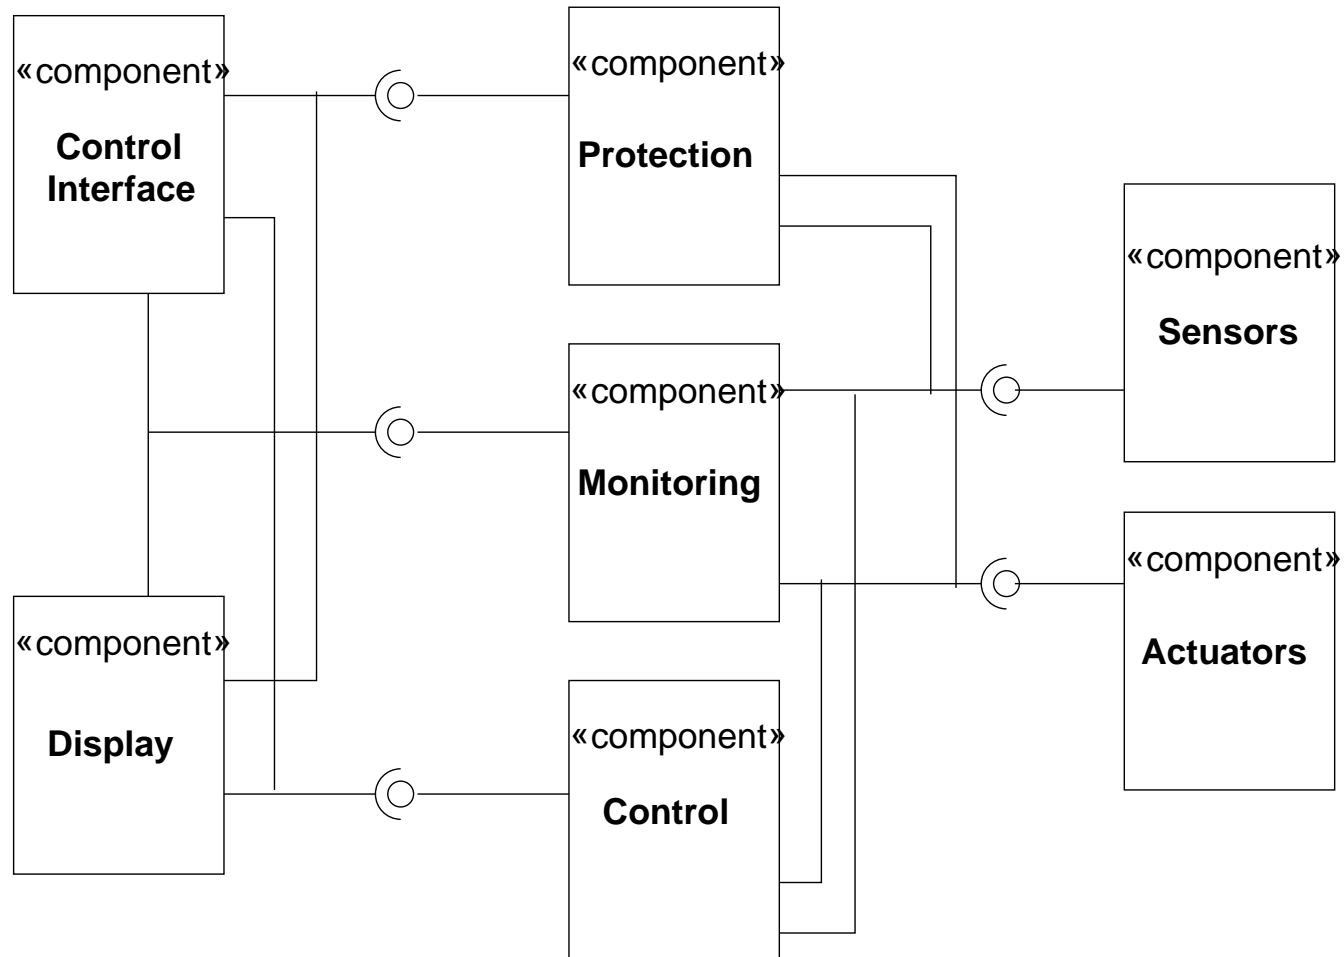 «component»
Control
Interface
«component»
Protection
«component»
Sensors
«component»
Monitoring
«component»
Actuators
«component»
Display
«component»
Control